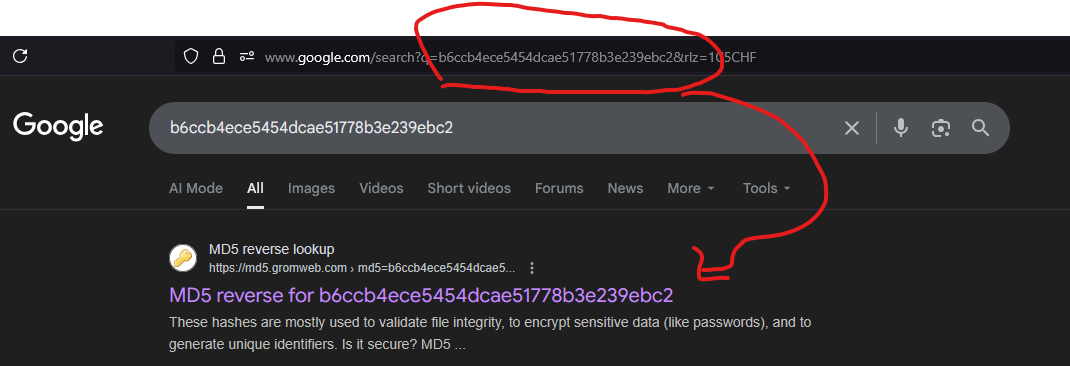 www.google.com/search?q=b6ccb4ece5454dcae51778b3e239ebc2&rlz=1C5CHF
Google
b6ccb4ece5454dcae51778b3e239ebc2
AI Mode All Images Videos Short videos Forums News More Tools
MD5 reverse lookup
https://md5.gromweb.com › md5=b6ccb4ece5454dcae5...
MD5 reverse for b6ccb4ece5454dcae51778b3e239ebc2
These hashes are mostly used to validate file integrity, to encrypt sensitive data (like passwords), and to
generate unique identifiers. Is it secure? MD5 ...